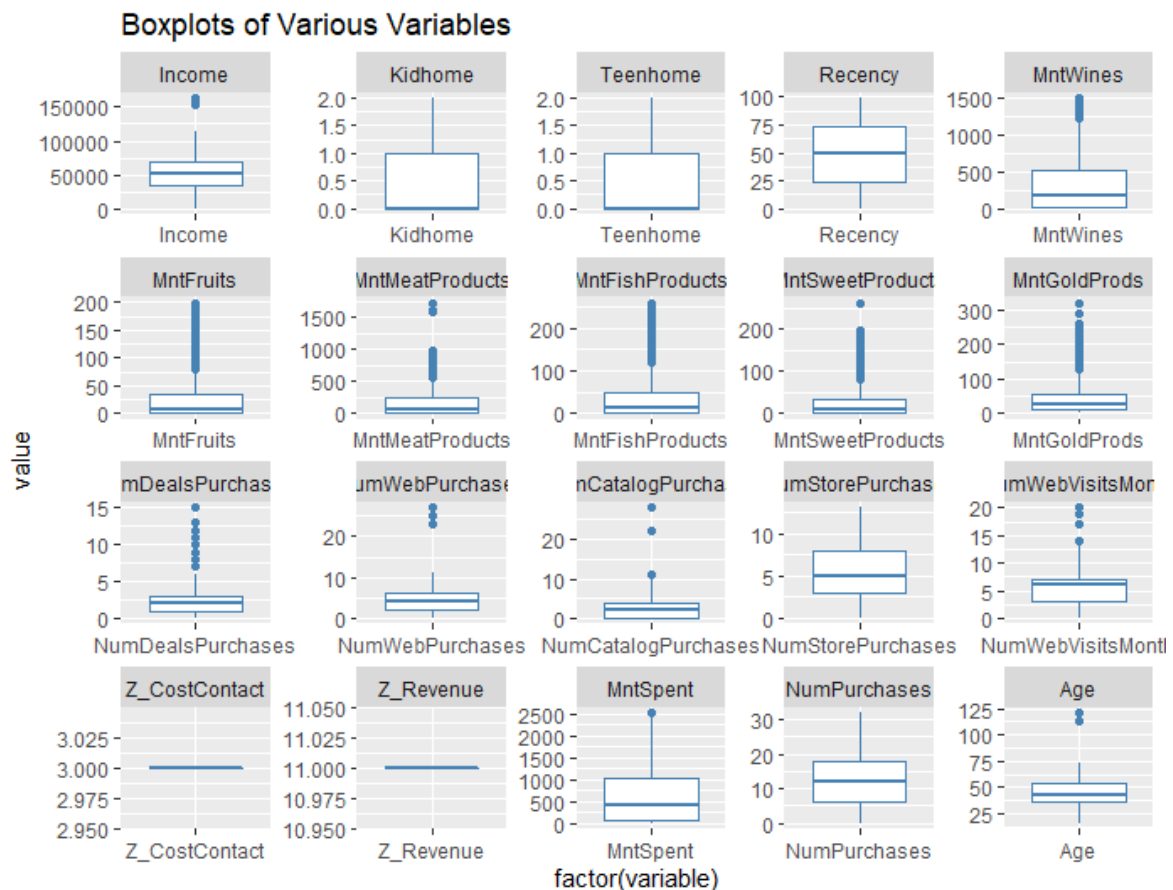 Boxplots of Various Variables
Income Kidhome Teenhome Recency MntWines
150000 2.0 2.0 100 1500
100000 1.5 1.5 75 1000
50000 1.0 1.0 50 500
0 0.5 0.5 25 0
0.0 0.0 0
Income Kidhome Teenhome Recency MntWines
MntFruits MntMeatProducts MntFishProducts MntSweetProduct MntGoldProds
200 1500 200 200 300
150 1000 100 100 200
100 500 0 0 100
50 0 0
0
MntFruits MntMeatProducts MntFishProducts MntSweetProducts MntGoldProds
value
umDealsPurchas umWebPurchase mCatalogPurcha umStorePurchas umWebVisitsMon
15 20 20 10 20
10 10 10 5 15
5 0 0 0 10
0 5
0
NumDealsPurchases NumWebPurchases NumCatalogPurchases NumStorePurchases NumWebVisitsMonth
Z_CostContact Z_Revenue MntSpent NumPurchases Age
3.025 11.050 2500 30 125
3.000 11.025 2000 20 100
2.975 11.000 1500 10 75
2.950 10.975 1000 0 50
10.950 500 25
0
Z_CostContact Z_Revenue MntSpent NumPurchases Age
factor(variable)